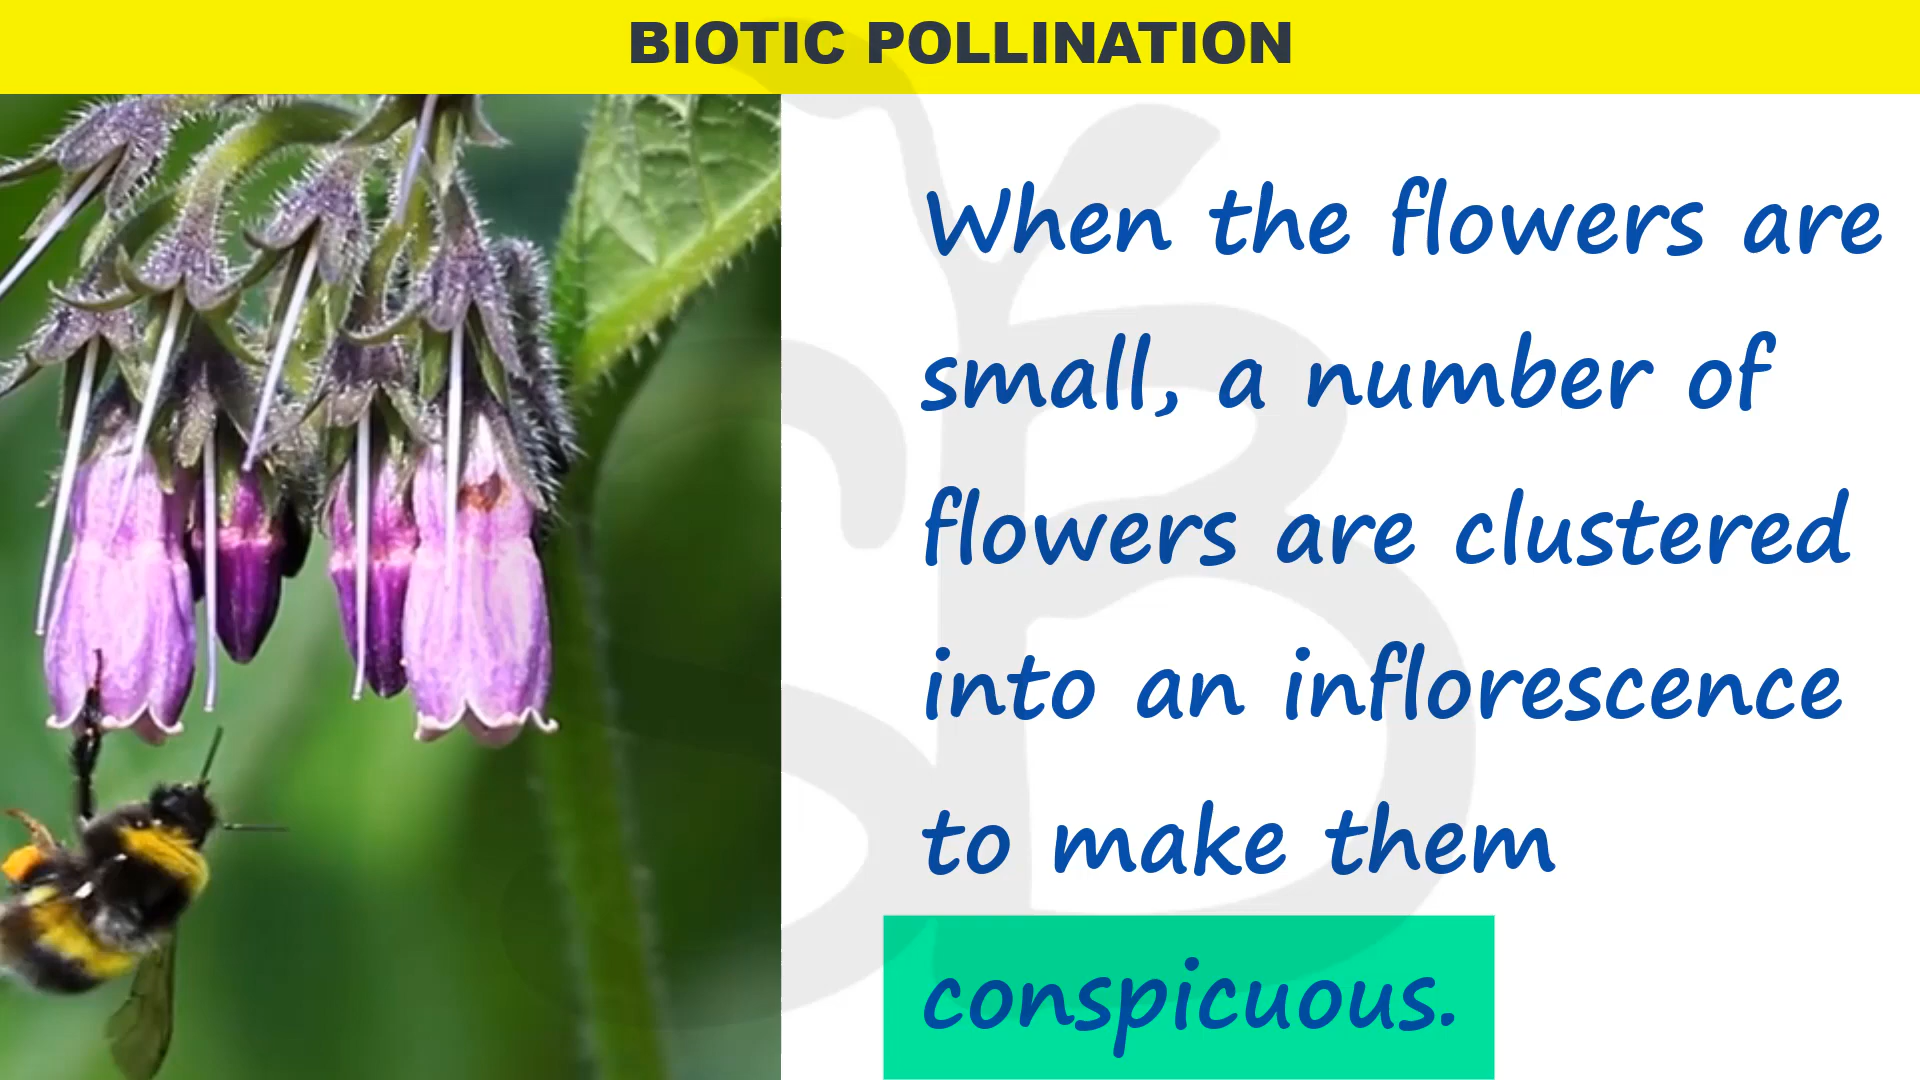 BIOTIC POLLINATION
When the flowers are
small, a number of
flowers are clustered
into an inflorescence
to make them
conspicuous.